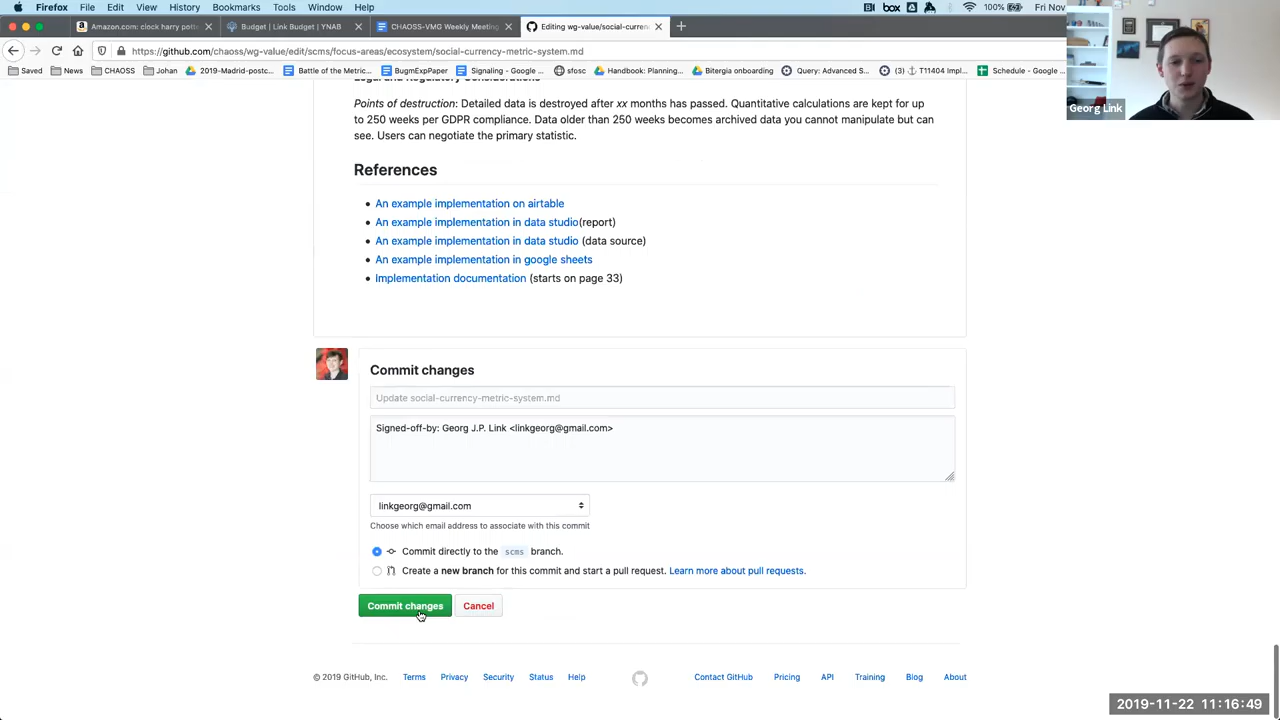 Firefox File Edit View History Bookmarks Tools Window Help 100% Fri Nov
Amazon.com: clock harry pott
Budget | Link Budget | YNAB
CHAOSS-VMG Weekly Meeting
Editing wg-value/social-curren
https://github.com/chaoss/wg-value/edit/scms/focus-areas/ecosystem/social-currency-metric-system.md
Saved News CHAOSS Johan 2019-Madrid-postc... Battle of the Metric... BugmExpPaper Signaling - Google ... sfosc Handbook: Planning... Bitergia onboarding Query: Advanced S... (3) T11404 Impl... Schedule - Google ...
Georg Link
Points of destruction: Detailed data is destroyed after xx months has passed. Quantitative calculations are kept for up
to 250 weeks per GDPR compliance. Data older than 250 weeks becomes archived data you cannot manipulate but can
see. Users can negotiate the primary statistic.
References
An example implementation on airtable
An example implementation in data studio(report)
An example implementation in data studio (data source)
An example implementation in google sheets
Implementation documentation (starts on page 33)
Commit changes
Update social-currency-metric-system.md
Signed-off-by: Georg J.P. Link <linkgeorg@gmail.com>
linkgeorg@gmail.com
Choose which email address to associate with this commit
Commit directly to the scms branch.
Create a new branch for this commit and start a pull request. Learn more about pull requests.
Commit changes
Cancel
© 2019 GitHub, Inc. Terms Privacy Security Status Help Contact GitHub Pricing API Training Blog About
2019-11-22 11:16:49